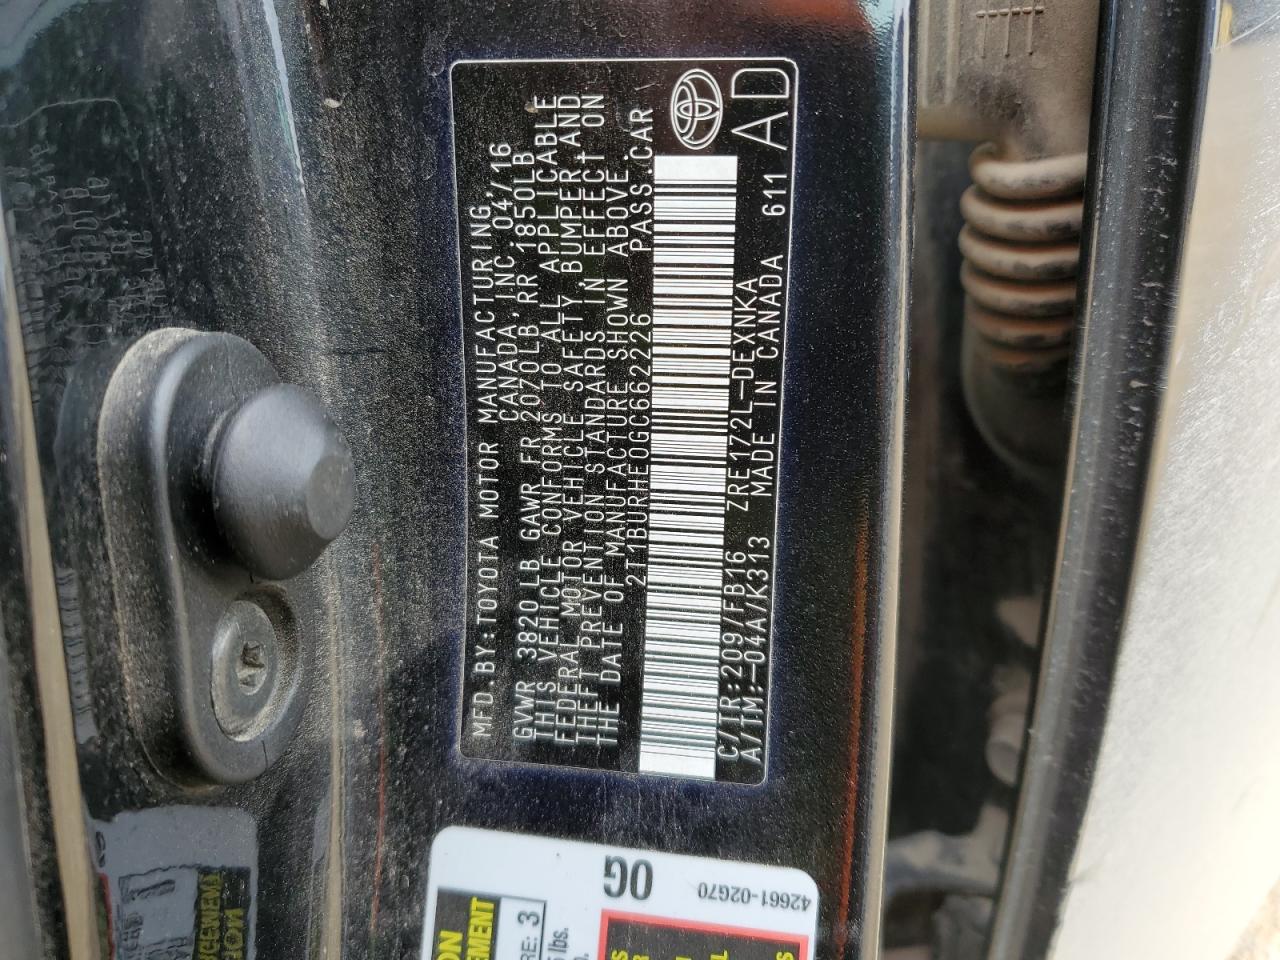 MFD.BY:TOYOTA MOTOR MANUFACTURING,
CANADA,INC.04/16
GVWR 3820LB GAWR FR 2070LB,RR 1850LB
THIS VEHICLE CONFORMS TO ALL APPLICABLE
FEDERAL MOTOR VEHICLE SAFETY,BUMPER,AND
THEFT PREVENTION STANDARDS IN EFFECT ON
THE DATE OF MANUFACTURE SHOWN ABOVE.
2T1BURHE0GC662226 PASS.CAR
C/TR:209/FB16 ZRE172L-DEXNKA
A/TM:-04A/K313 MADE IN CANADA 611
AD
0G
42661-02G70